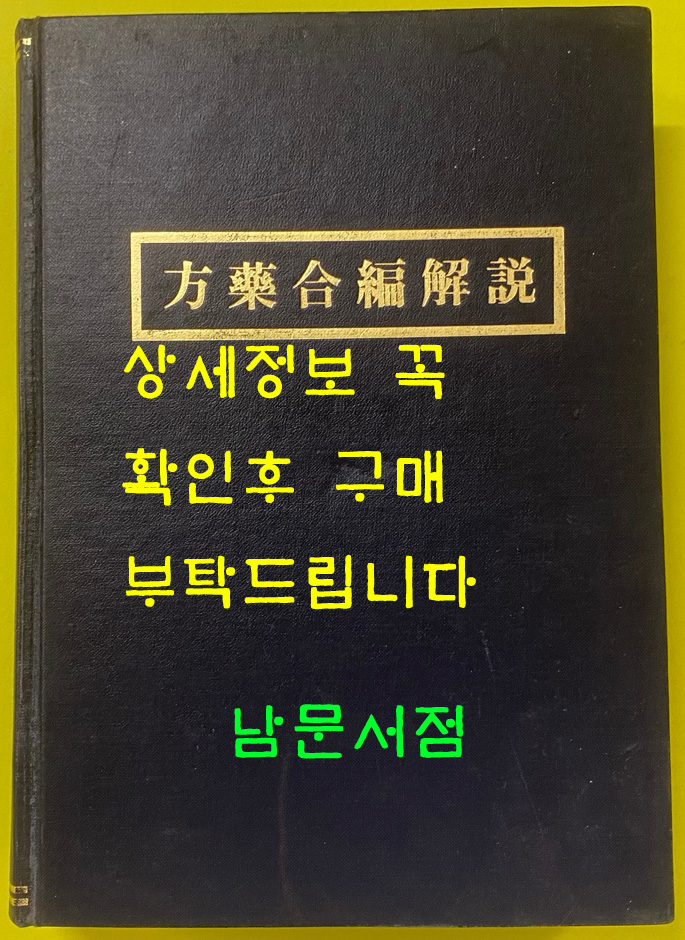 方藥合編解説
상세정보 꼭
확인후 구매
부탁드립니다
남문서점